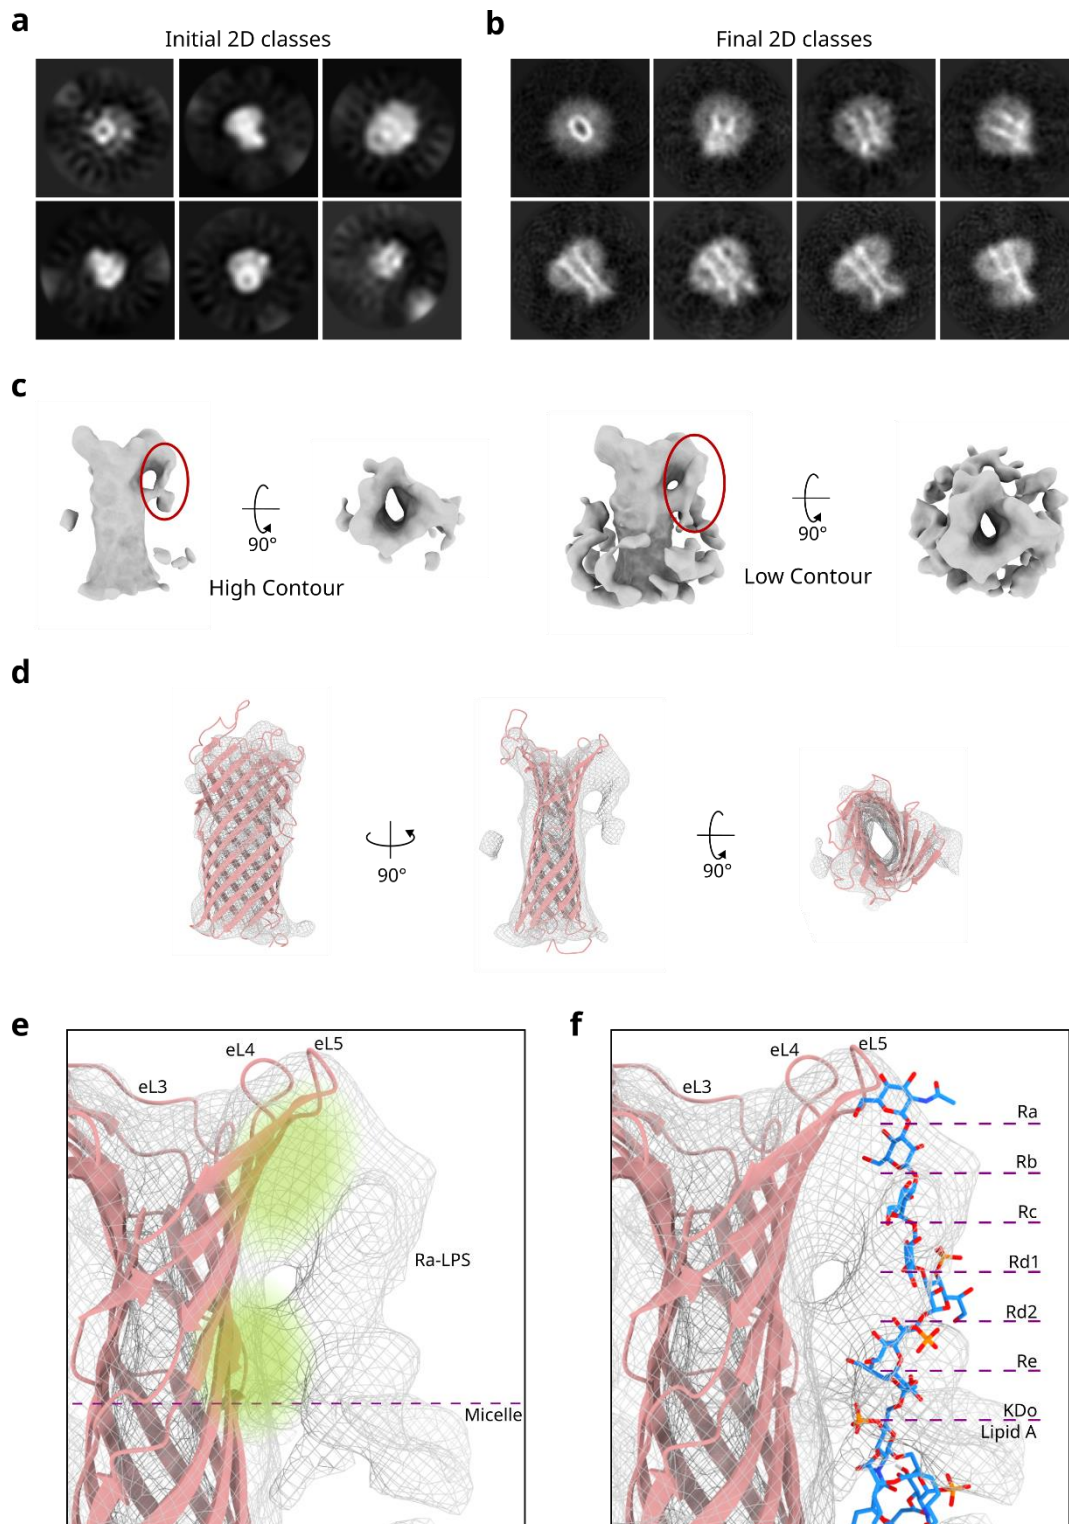 a
Initial 2D classes
b
Final 2D classes
c
90°
High Contour
90°
Low Contour
d
90°
90°
e
eL3
eL4
eL5
Ra-LPS
Micelle
f
eL3
eL4
eL5
Ra
Rb
Rc
Rd1
Rd2
Re
KDo
Lipid A